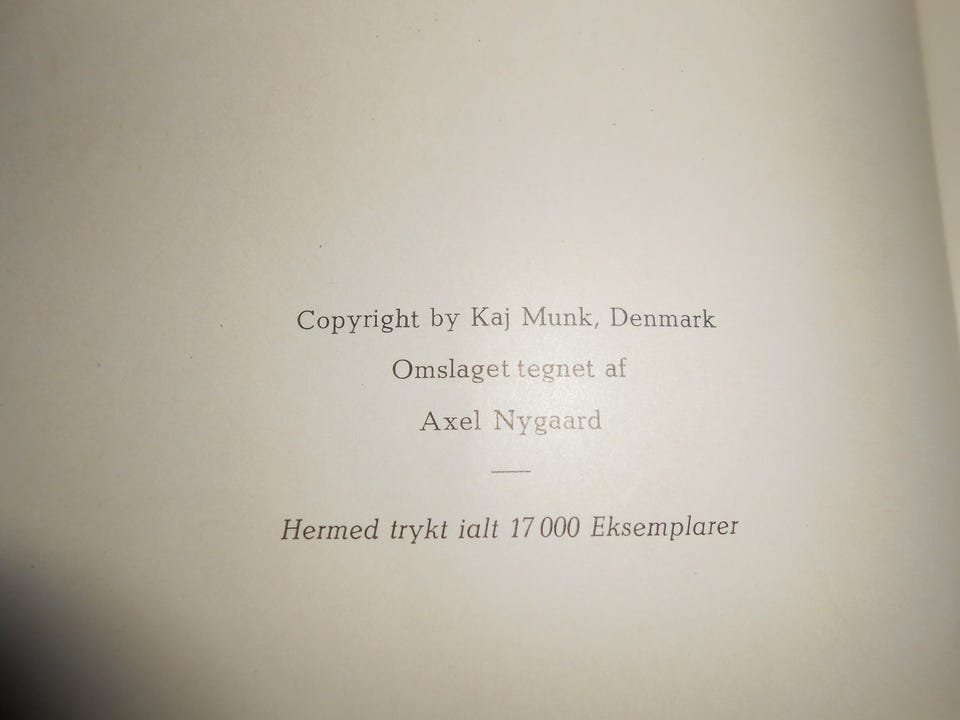 Copyright by Kaj Munk, Denmark
Omslaget tegnet af
Axel Nygaard
Hermed trykt ialt 17 000 Eksemplarer